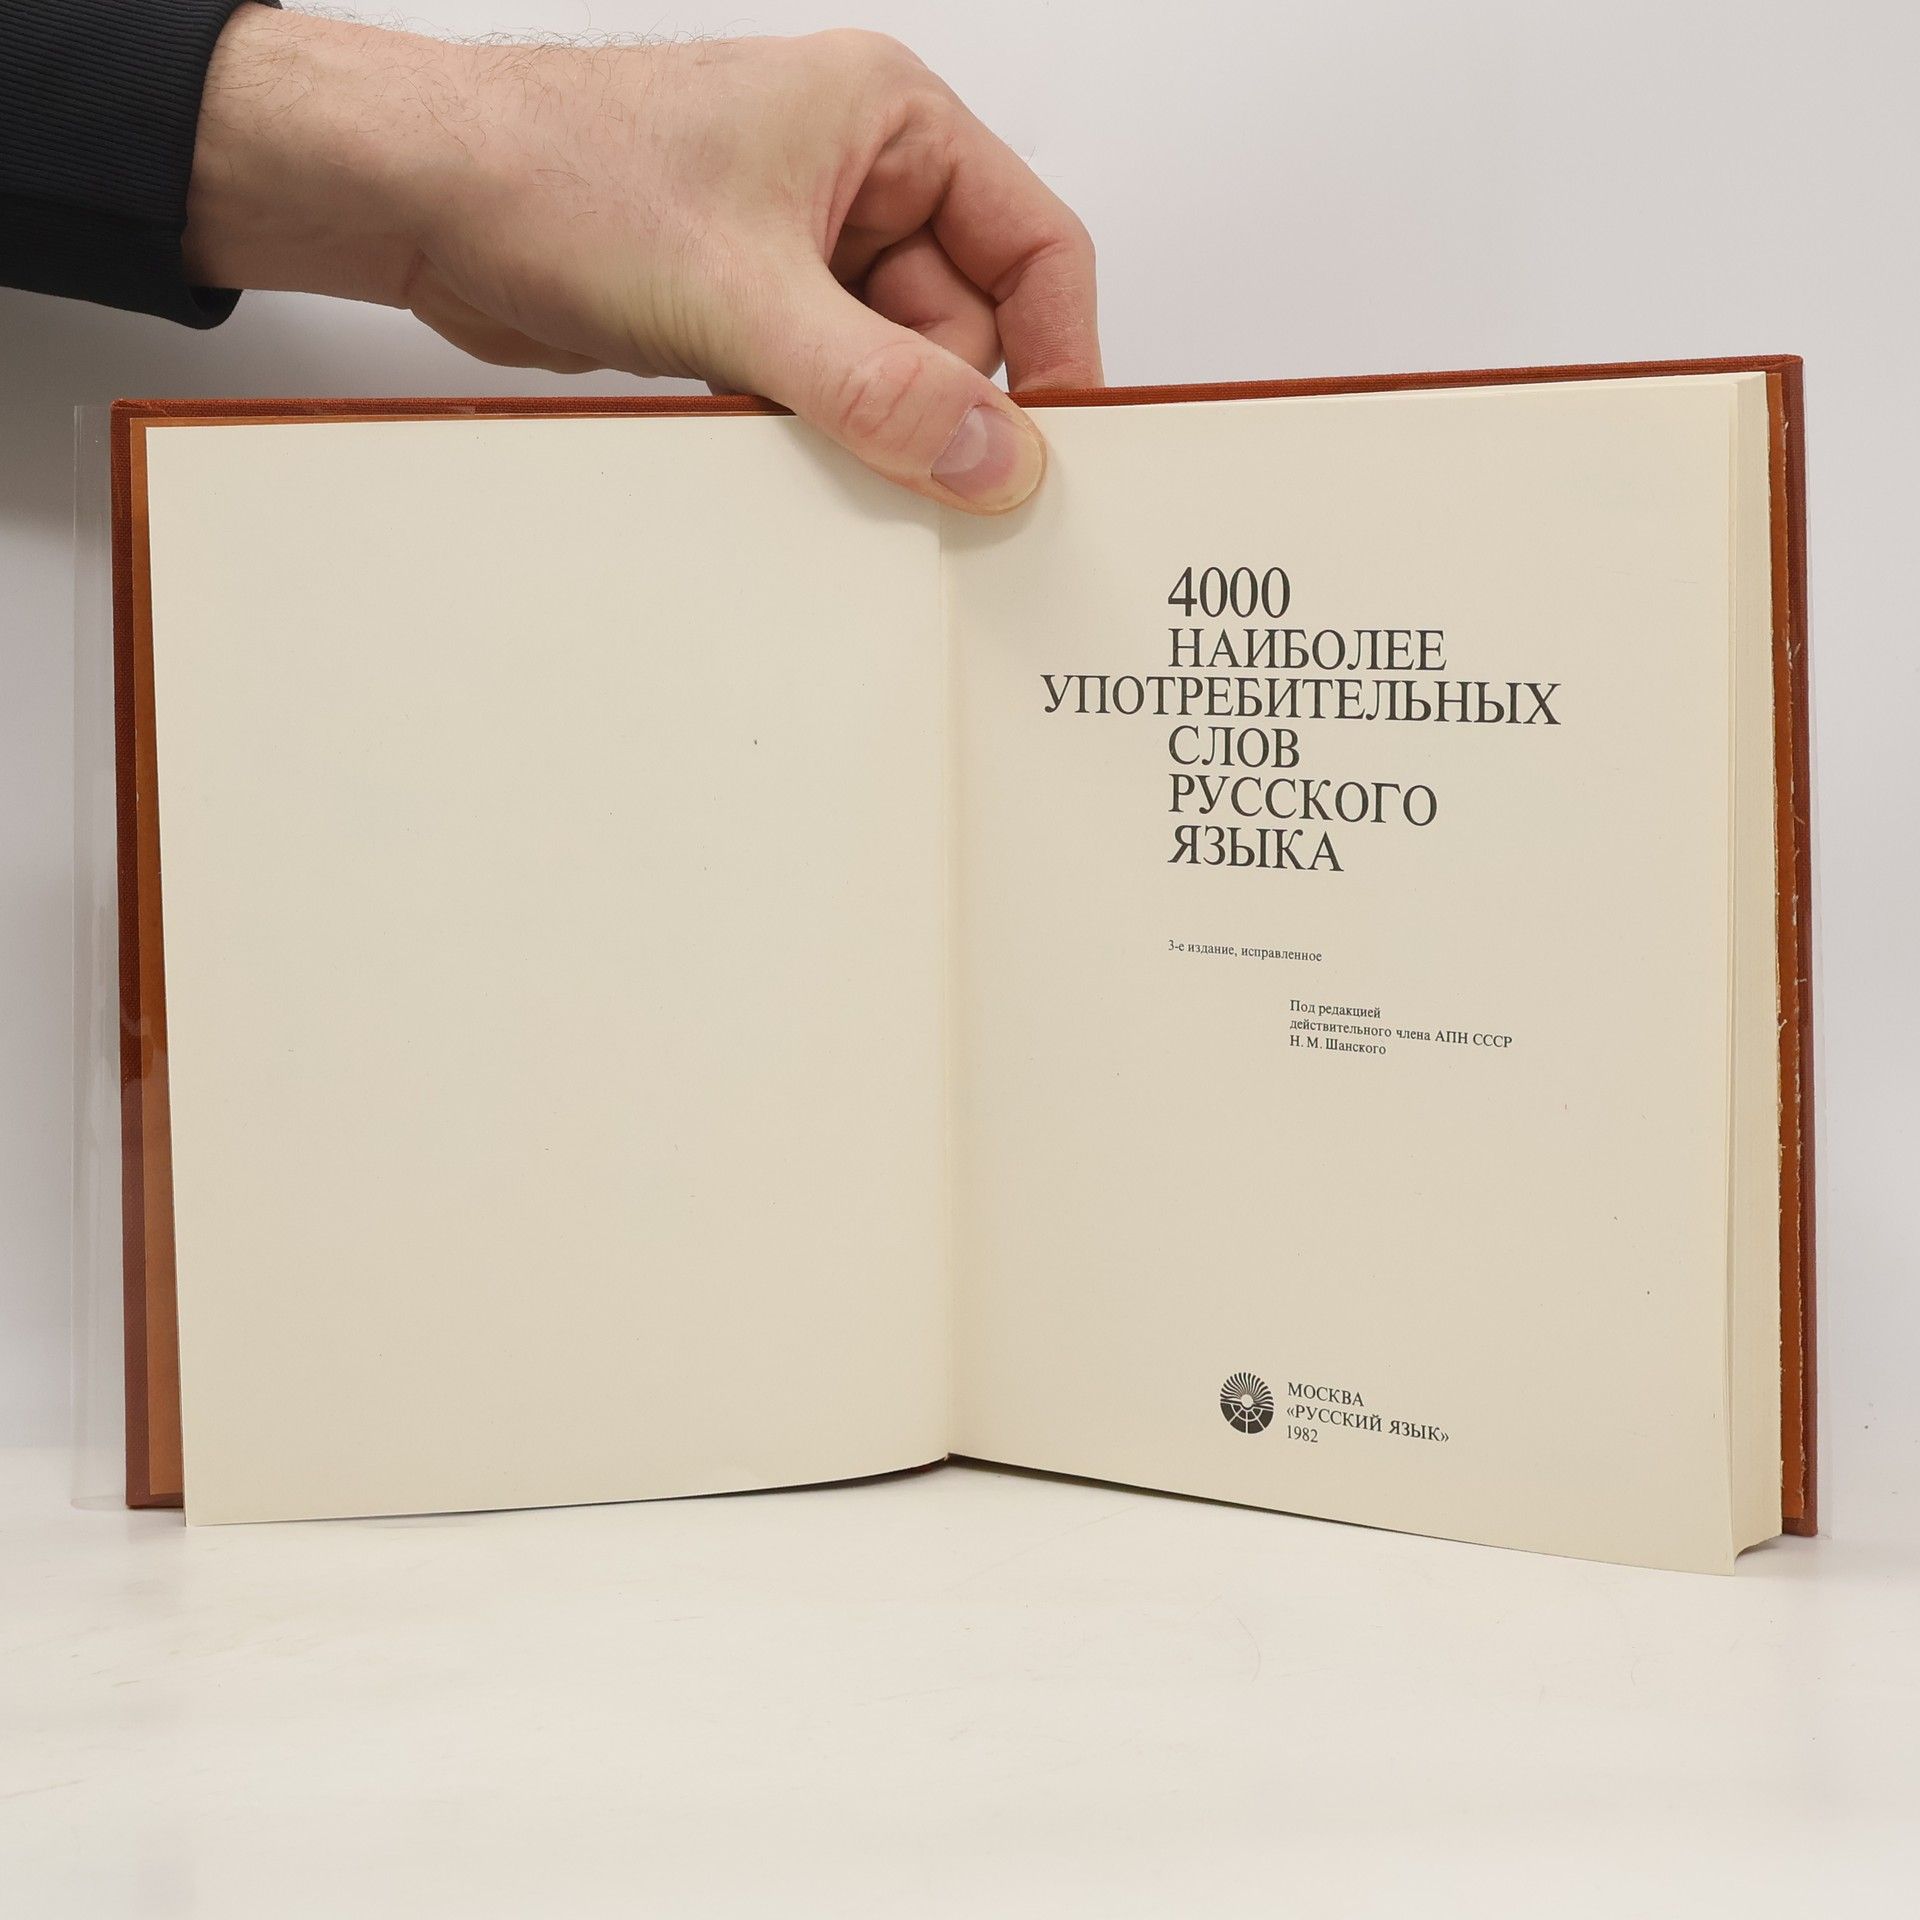 4000
НАИБОЛЕЕ
УПОТРЕБИТЕЛЬНЫХ
СЛОВ
РУССКОГО
ЯЗЫКА
3-е издание, исправленное
Под редакцией
действительного члена АПН СССР
Н. М. Шанского
МОСКВА
«РУССКИЙ ЯЗЫК»
1982